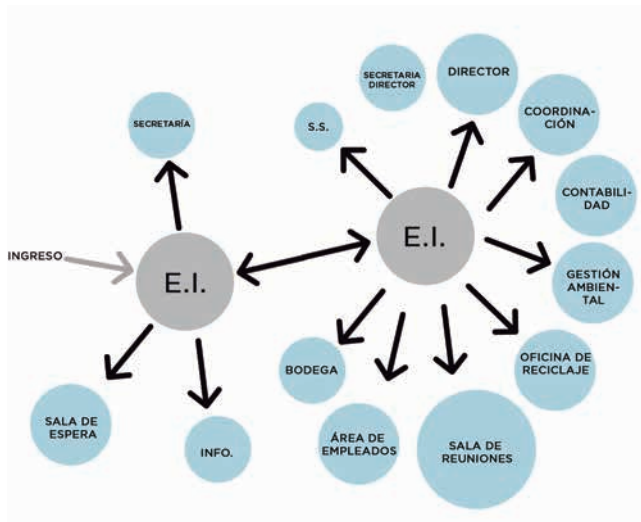 SECRETARÍA
INGRESO
E.I.
SALA DE
ESPERA
INFO.
S.S.
SECRETARIA
DIRECTOR
DIRECTOR
COORDINA-
CIÓN
CONTABILI-
DAD
E.I.
GESTIÓN
AMBIEN-
TAL
OFICINA DE
RECICLAJE
SALA DE
REUNIONES
ÁREA DE
EMPLEADOS
BODEGA